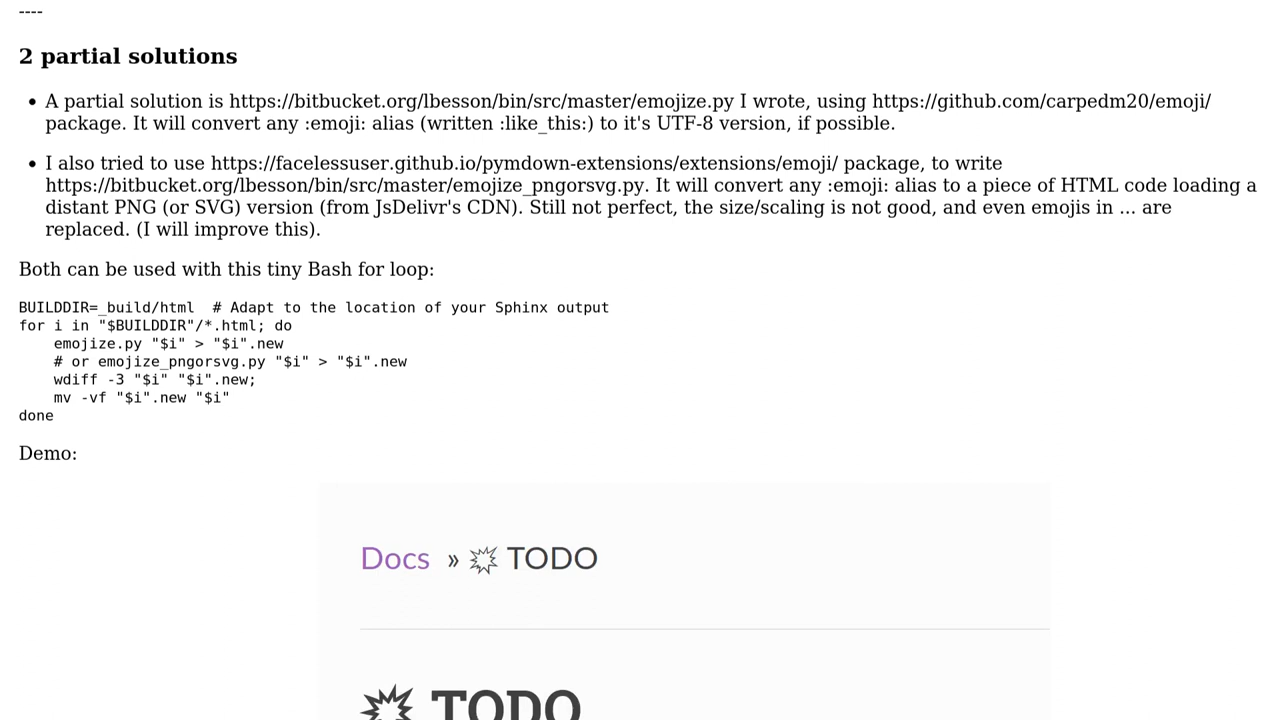 ----
2 partial solutions
• A partial solution is https://bitbucket.org/lbesson/bin/src/master/emojize.py I wrote, using https://github.com/carpedm20/emoji/
package. It will convert any :emoji: alias (written :like_this:) to it's UTF-8 version, if possible.
• I also tried to use https://facelessuser.github.io/pymdown-extensions/extensions/emoji/ package, to write
https://bitbucket.org/lbesson/bin/src/master/emojize_pngorsvg.py. It will convert any :emoji: alias to a piece of HTML code loading a
distant PNG (or SVG) version (from JsDelivr's CDN). Still not perfect, the size/scaling is not good, and even emojis in ... are
replaced. (I will improve this).
Both can be used with this tiny Bash for loop:
BUILDDIR=_build/html  # Adapt to the location of your Sphinx output
for i in "$BUILDDIR"/*.html; do
    emojize.py "$i" > "$i".new
    # or emojize_pngorsvg.py "$i" > "$i".new
    wdiff -3 "$i" "$i".new;
    mv -vf "$i".new "$i"
done
Demo:
Docs » 💥 TODO
💥 TODO